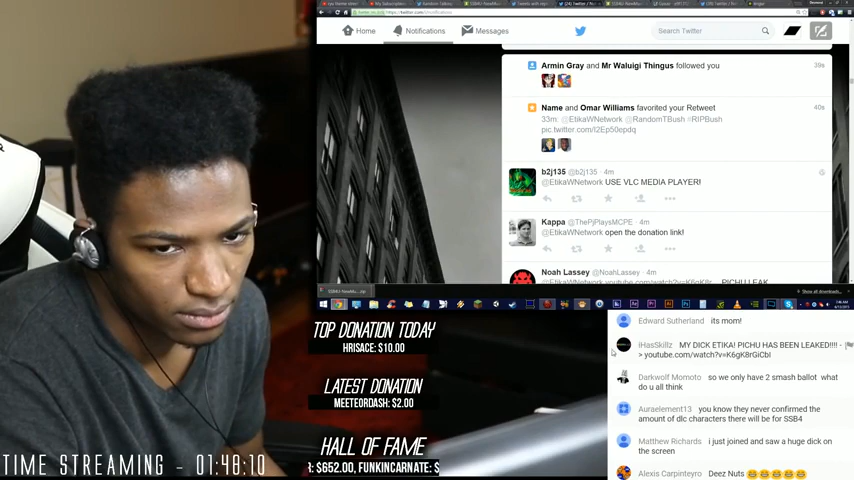 Home
Notifications
Messages
Search Twitter
Armin Gray and Mr Waluigi Thingus followed you
39s
Name and Omar Williams favorited your Retweet
40s
33m: @EtikaWNetwork @RandomTBush #RIPBush
pic.twitter.com/l2Ep50epdq
b2j135 @b2j135 · 4m
@EtikaWNetwork USE VLC MEDIA PLAYER!
Kappa @ThePjPlaysMCPE · 4m
@EtikaWNetwork open the donation link!
Noah Lassey @NoahLassey · 4m
Show all downloads...
Edward Sutherland its mom!
iHasSkillz MY DICK ETIKA! PICHU HAS BEEN LEAKED!!!! -
> youtube.com/watch?v=K6gK8rGiCbI
Darkwolf Momoto so we only have 2 smash ballot what
do u all think
Auraelement13 you know they never confirmed the
amount of dlc characters there will be for SSB4
Matthew Richards i just joined and saw a huge dick on
the screen
Alexis Carpinteyro Deez Nuts 😂😂😂😂😂
TOP DONATION TODAY
HRISACE: $10.00
LATEST DONATION
MEETEORDASH: $2.00
HALL OF FAME
: $652.00, FUNKINCARNATE: $
TIME STREAMING - 01:48:10